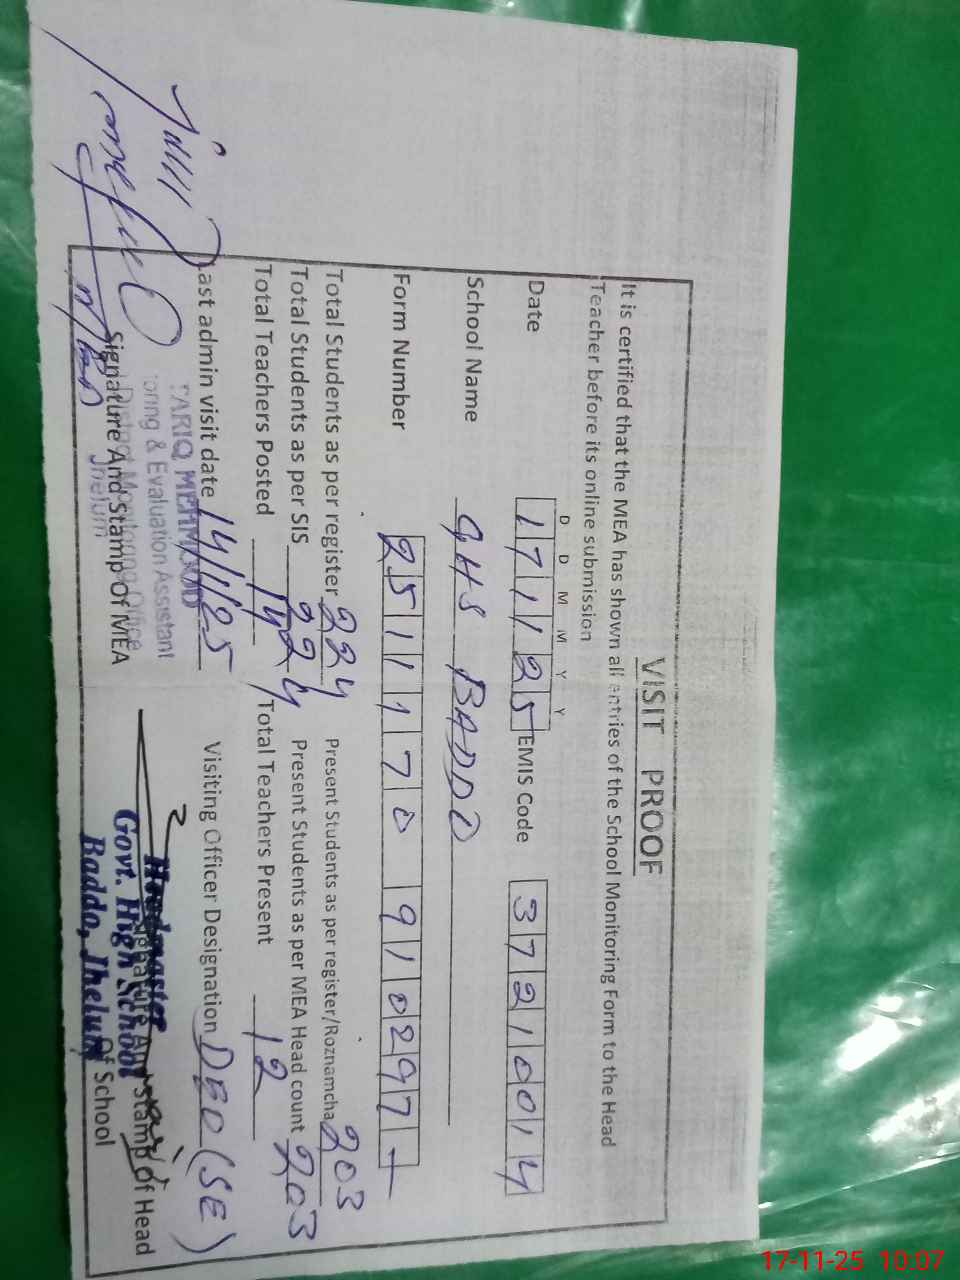 VISIT PROOF
It is certified that the MEA has shown all entries of the School Monitoring Form to the Head
Teacher before its online submission
D D M M Y Y
Date 171125 EMIS Code 37210014
School Name GHS BADDO
Form Number 2511170910297
Total Students as per register 224 Present Students as per register/Roznamcha 203
Total Students as per SIS 224 Present Students as per MEA Head count 203
Total Teachers Posted 14 Total Teachers Present 12
Last admin visit date 14/11/25 Visiting Officer Designation DEO (SE)
TARIQ MEHMOOD
oring & Evaluation Assistant
District Monitoring Office
Jhelum
Signature And Stamp of MEA
Headmaster
Govt. High School
Baddo, Jhelum
Signature And Stamp of Head
Of School
17-11-25 10:07